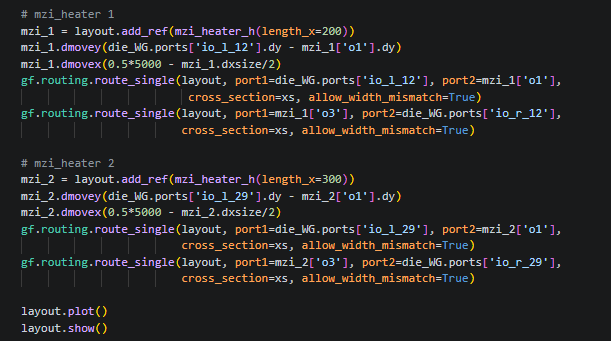 # mzi_heater 1
mzi_1 = layout.add_ref(mzi_heater_h(length_x=200))
mzi_1.dmovey(die_WG.ports['io_l_12'].dy - mzi_1['o1'].dy)
mzi_1.dmovex(0.5*5000 - mzi_1.dxsize/2)
gf.routing.route_single(layout, port1=die_WG.ports['io_l_12'], port2=mzi_1['o1'],
cross_section=xs, allow_width_mismatch=True)
gf.routing.route_single(layout, port1=mzi_1['o3'], port2=die_WG.ports['io_r_12'],
cross_section=xs, allow_width_mismatch=True)
# mzi_heater 2
mzi_2 = layout.add_ref(mzi_heater_h(length_x=300))
mzi_2.dmovey(die_WG.ports['io_l_29'].dy - mzi_2['o1'].dy)
mzi_2.dmovex(0.5*5000 - mzi_2.dxsize/2)
gf.routing.route_single(layout, port1=die_WG.ports['io_l_29'], port2=mzi_2['o1'],
cross_section=xs, allow_width_mismatch=True)
gf.routing.route_single(layout, port1=mzi_2['o3'], port2=die_WG.ports['io_r_29'],
cross_section=xs, allow_width_mismatch=True)
layout.plot()
layout.show()